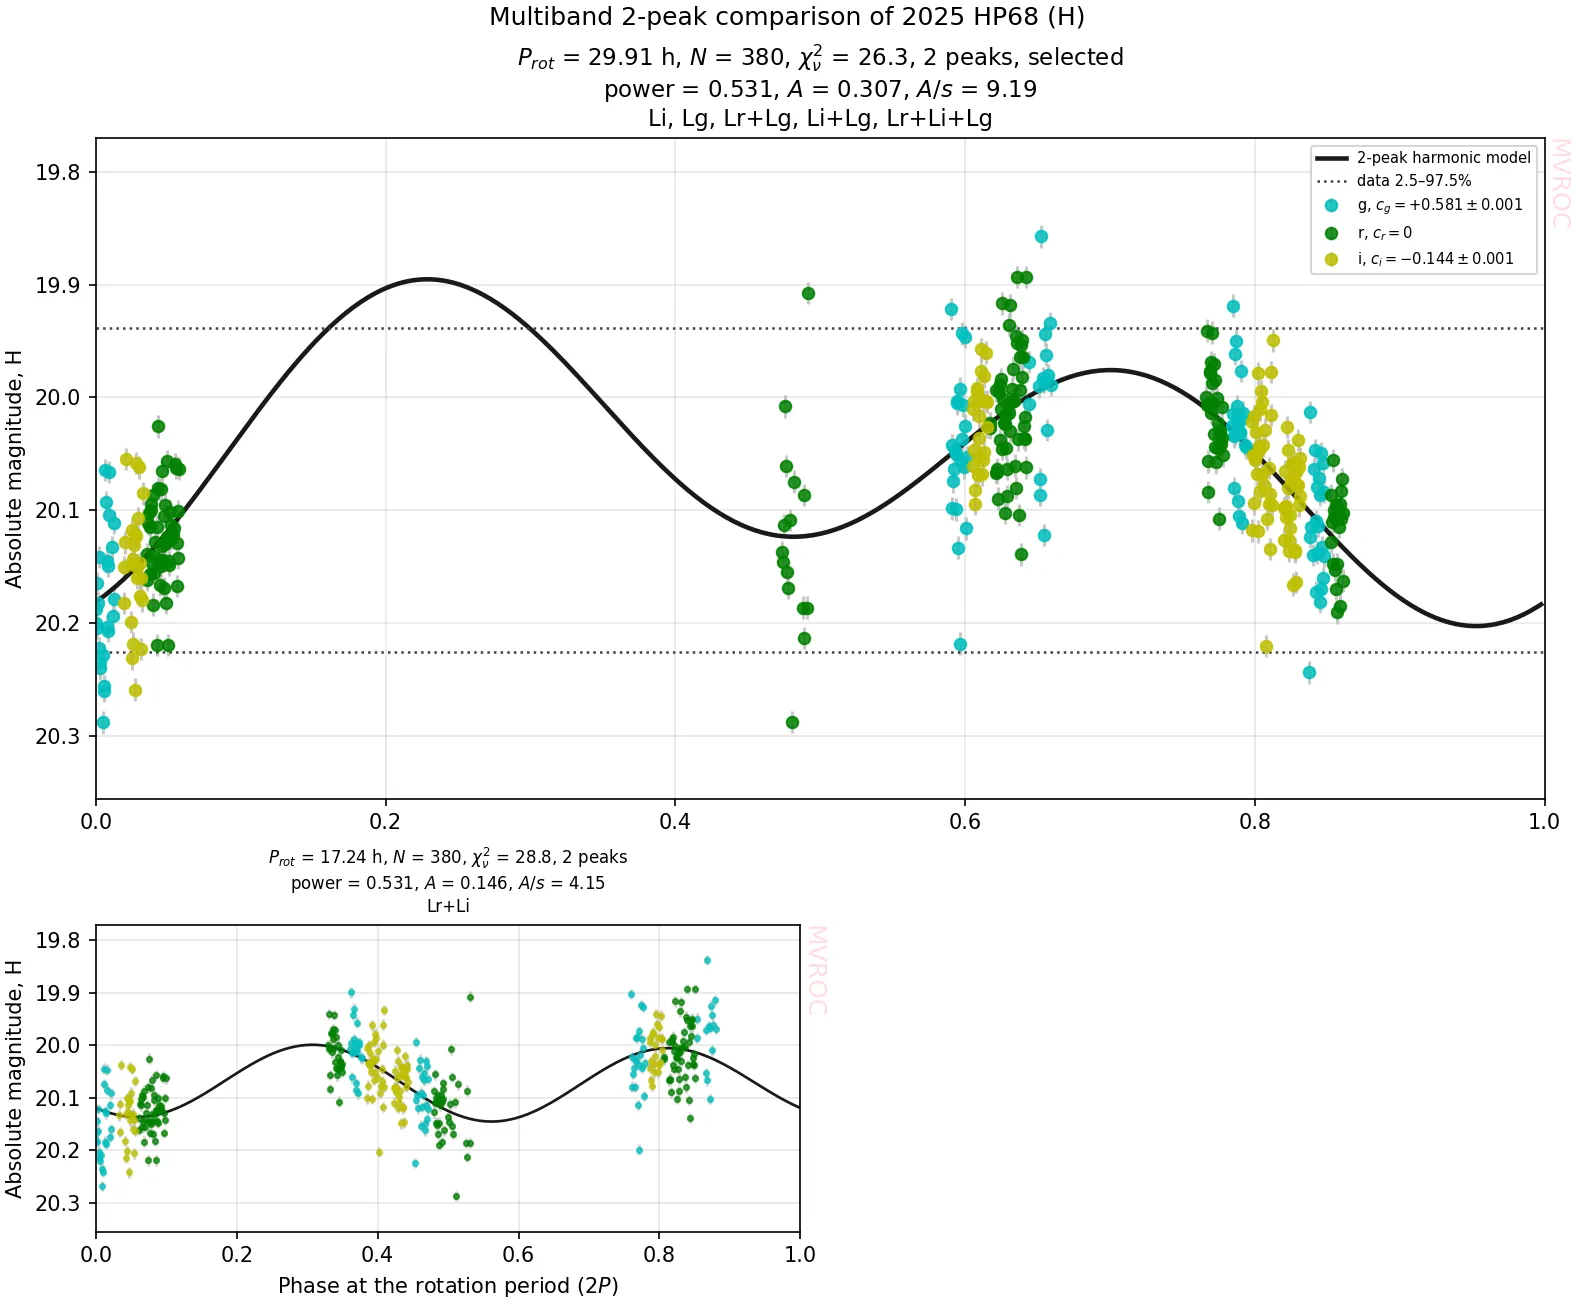 Multiband 2-peak comparison of 2025 HP68 (H)
P_rot = 29.91 h, N = 380, χ²_ν = 26.3, 2 peaks, selected
power = 0.531, A = 0.307, A/s = 9.19
Li, Lg, Lr+Lg, Li+Lg, Lr+Li+Lg
2-peak harmonic model
data 2.5–97.5%
g, c_g = +0.581 ± 0.001
r, c_r = 0
i, c_i = −0.144 ± 0.001
MVROC
Absolute magnitude, H
19.8
19.9
20.0
20.1
20.2
20.3
0.0 0.2 0.4 0.6 0.8 1.0
P_rot = 17.24 h, N = 380, χ²_ν = 28.8, 2 peaks
power = 0.531, A = 0.146, A/s = 4.15
Lr+Li
MVROC
Absolute magnitude, H
19.8
19.9
20.0
20.1
20.2
20.3
0.0 0.2 0.4 0.6 0.8 1.0
Phase at the rotation period (2P)